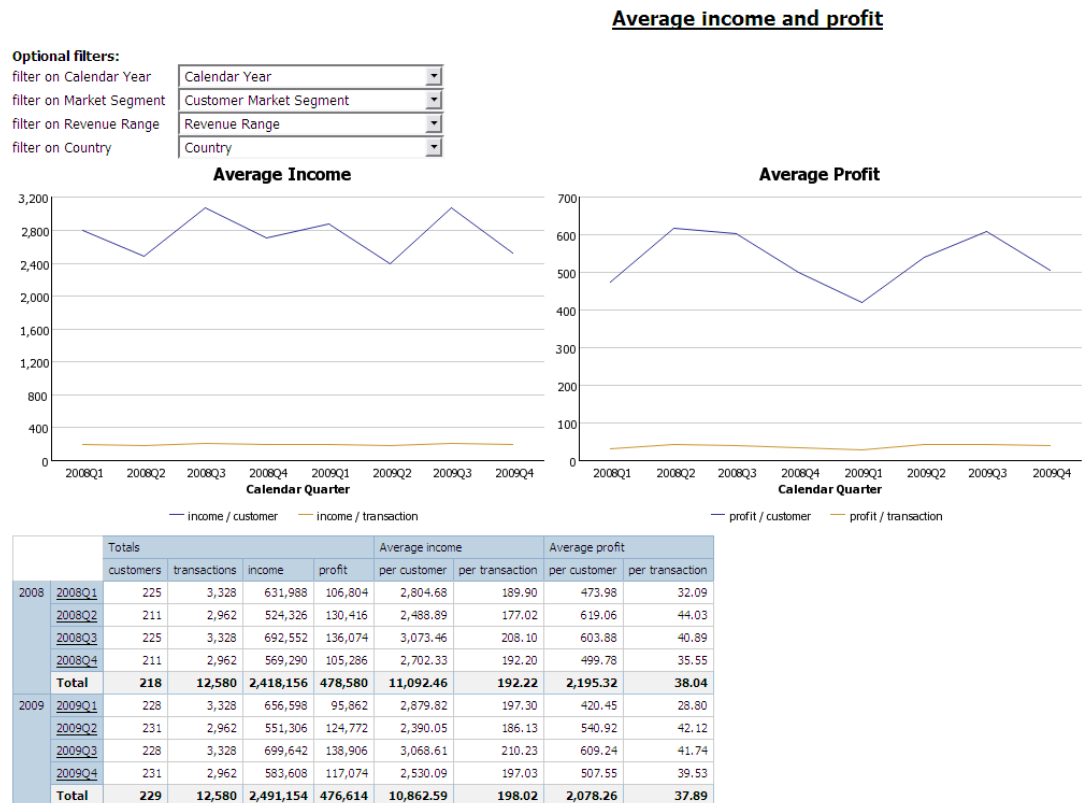 Average income and profit
Optional filters:
filter on Calendar Year Calendar Year
filter on Market Segment Customer Market Segment
filter on Revenue Range Revenue Range
filter on Country Country
Average Income
3,200
2,800
2,400
2,000
1,600
1,200
800
400
0
2008Q1 2008Q2 2008Q3 2008Q4 2009Q1 2009Q2 2009Q3 2009Q4
Calendar Quarter
income / customer income / transaction
Average Profit
700
600
500
400
300
200
100
0
2008Q1 2008Q2 2008Q3 2008Q4 2009Q1 2009Q2 2009Q3 2009Q4
Calendar Quarter
profit / customer profit / transaction
Totals Average income Average profit
customers transactions income profit per customer per transaction per customer per transaction
2008 2008Q1 225 3,328 631,988 106,804 2,804.68 189.90 473.98 32.09
2008Q2 211 2,962 524,326 130,416 2,488.89 177.02 619.06 44.03
2008Q3 225 3,328 692,552 136,074 3,073.46 208.10 603.88 40.89
2008Q4 211 2,962 569,290 105,286 2,702.33 192.20 499.78 35.55
Total 218 12,580 2,418,156 478,580 11,092.46 192.22 2,195.32 38.04
2009 2009Q1 228 3,328 656,598 95,862 2,879.82 197.30 420.45 28.80
2009Q2 231 2,962 551,306 124,772 2,390.05 186.13 540.92 42.12
2009Q3 228 3,328 699,642 138,906 3,068.61 210.23 609.24 41.74
2009Q4 231 2,962 583,608 117,074 2,530.09 197.03 507.55 39.53
Total 229 12,580 2,491,154 476,614 10,862.59 198.02 2,078.26 37.89